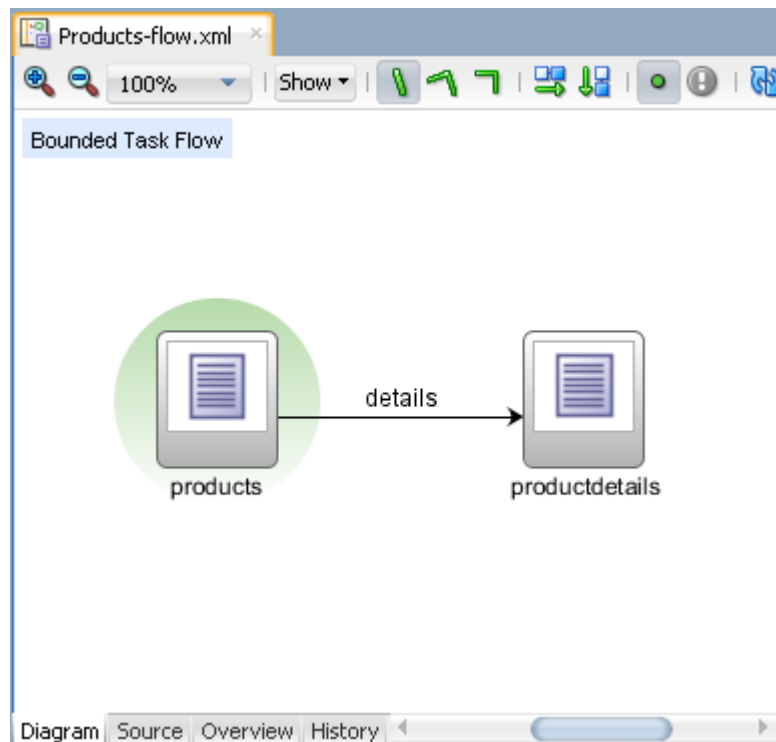 Products-flow.xml
100% Show
Bounded Task Flow
details
products productdetails
Diagram Source Overview History